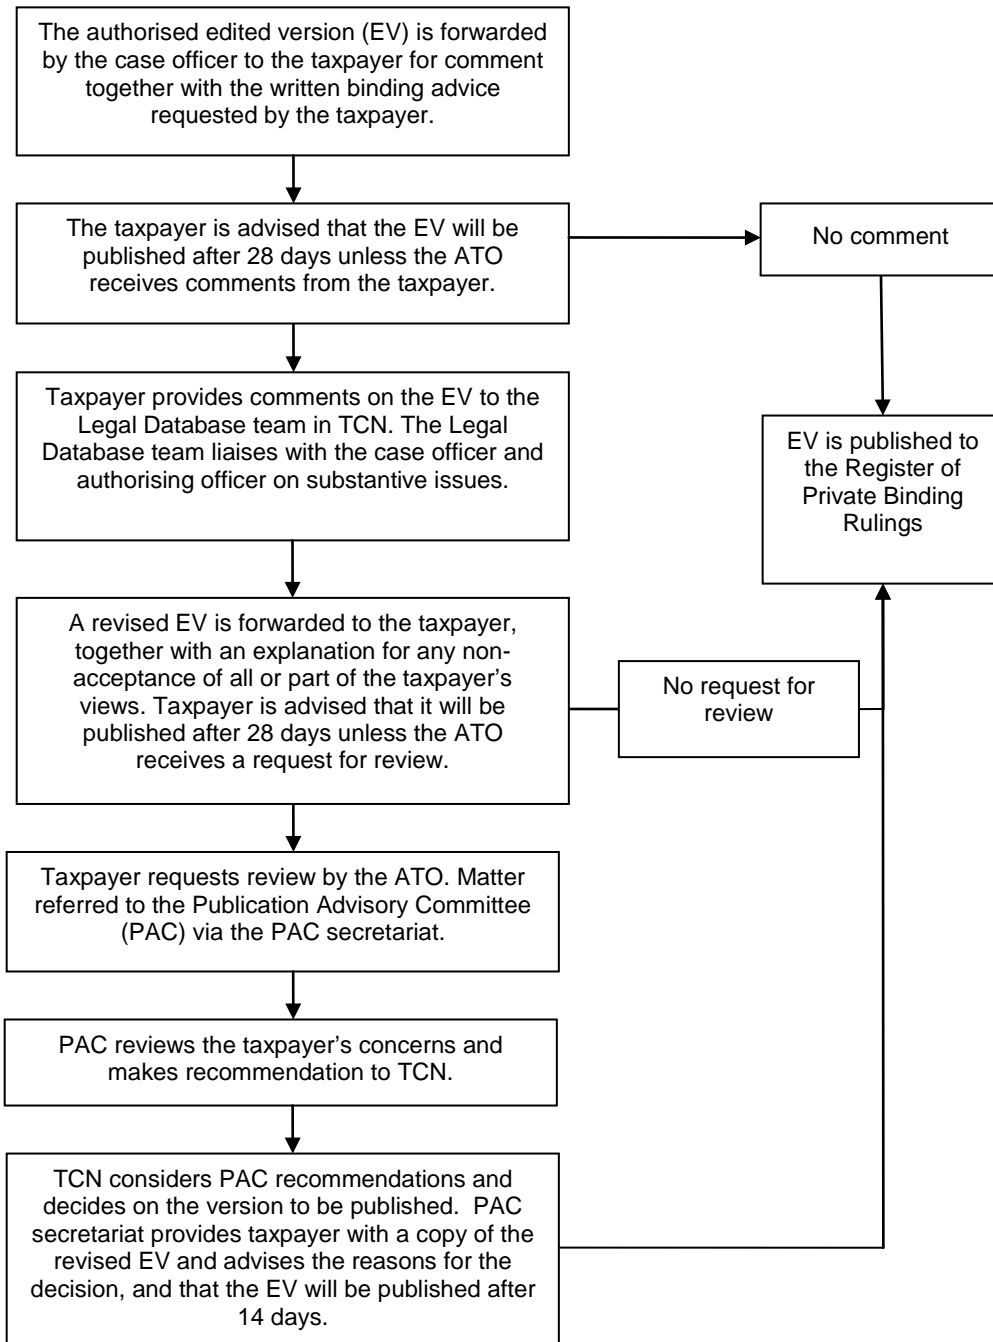 The authorised edited version (EV) is forwarded
by the case officer to the taxpayer for comment
together with the written binding advice
requested by the taxpayer.
The taxpayer is advised that the EV will be
published after 28 days unless the ATO
receives comments from the taxpayer.
No comment
Taxpayer provides comments on the EV to the
Legal Database team in TCN. The Legal
Database team liaises with the case officer and
authorising officer on substantive issues.
EV is published to
the Register of
Private Binding
Rulings
A revised EV is forwarded to the taxpayer,
together with an explanation for any non-
acceptance of all or part of the taxpayer’s
views. Taxpayer is advised that it will be
published after 28 days unless the ATO
receives a request for review.
No request for
review
Taxpayer requests review by the ATO. Matter
referred to the Publication Advisory Committee
(PAC) via the PAC secretariat.
PAC reviews the taxpayer’s concerns and
makes recommendation to TCN.
TCN considers PAC recommendations and
decides on the version to be published.  PAC
secretariat provides taxpayer with a copy of the
revised EV and advises the reasons for the
decision, and that the EV will be published after
14 days.